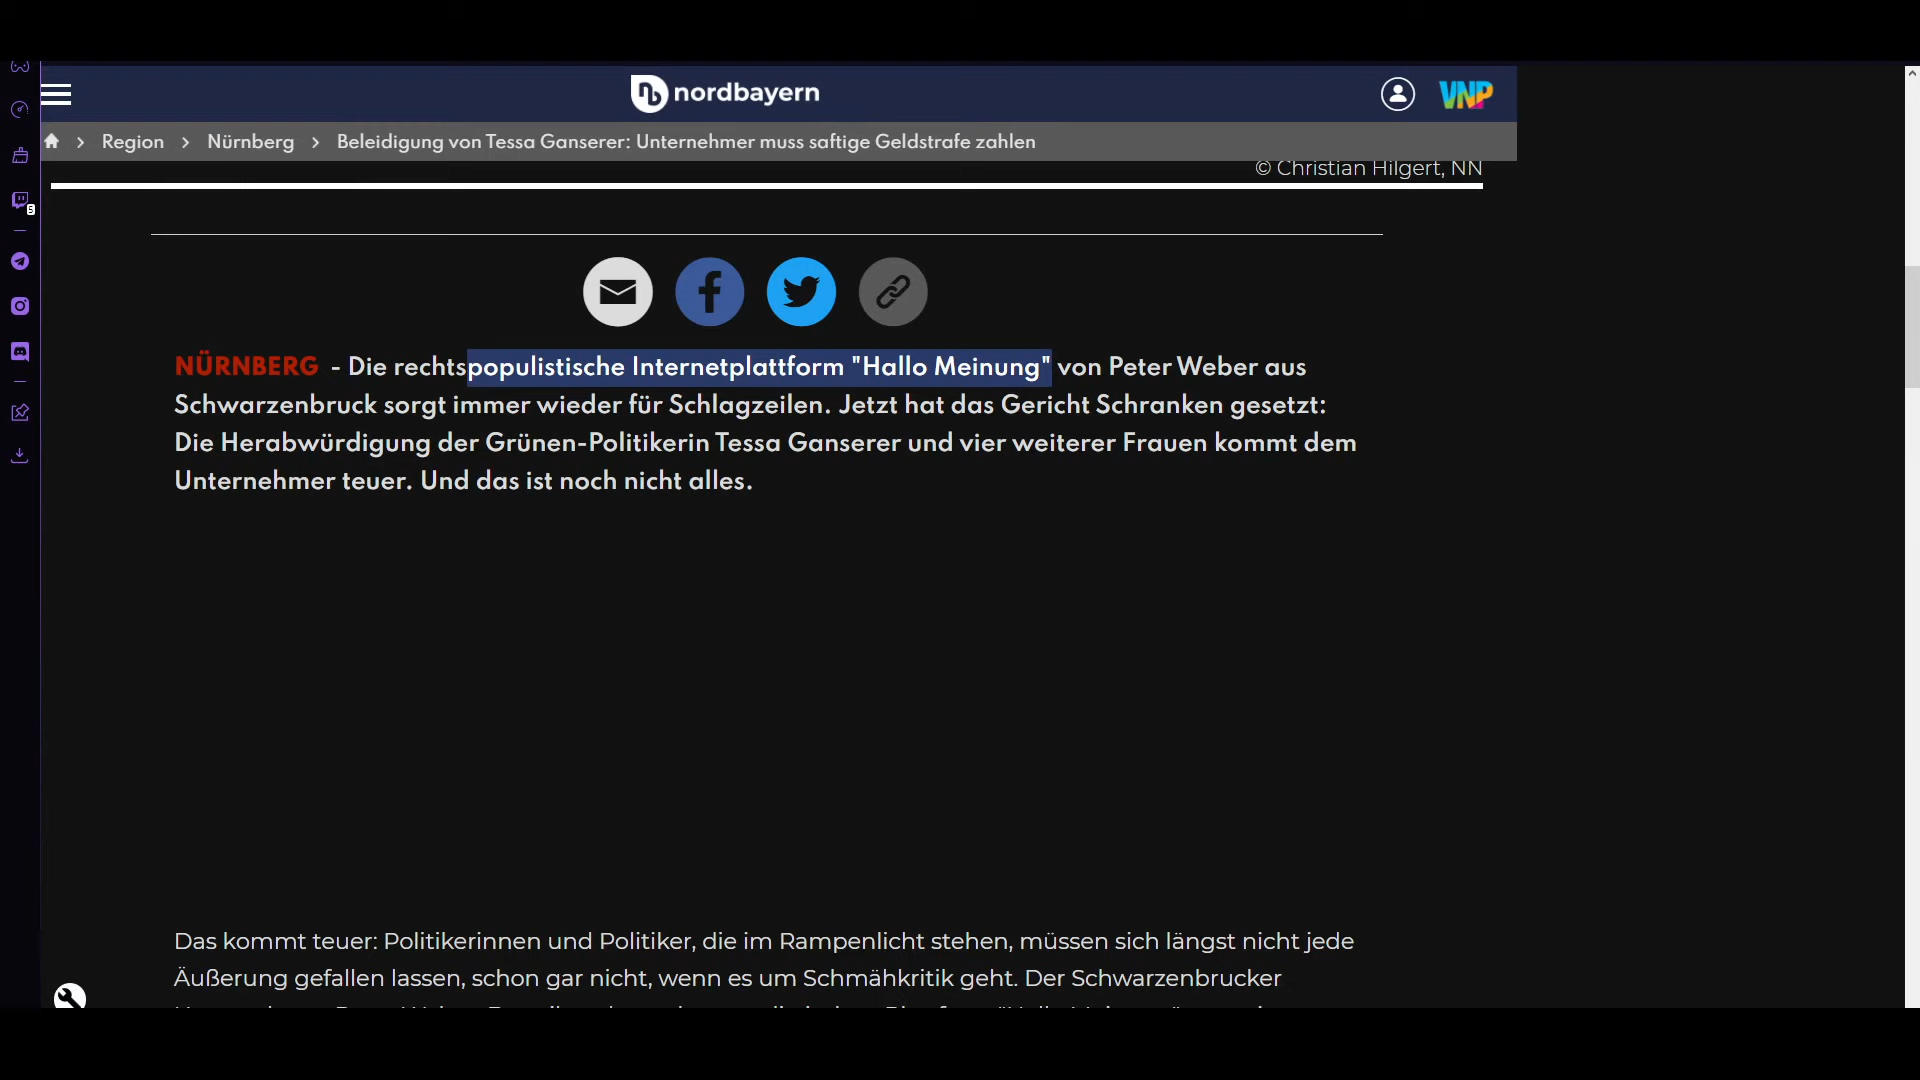 nordbayern
VNP
Region > Nürnberg > Beleidigung von Tessa Ganserer: Unternehmer muss saftige Geldstrafe zahlen
© Christian Hilgert, NN
5
NÜRNBERG - Die rechtspopulistische Internetplattform "Hallo Meinung" von Peter Weber aus
Schwarzenbruck sorgt immer wieder für Schlagzeilen. Jetzt hat das Gericht Schranken gesetzt:
Die Herabwürdigung der Grünen-Politikerin Tessa Ganserer und vier weiterer Frauen kommt dem
Unternehmer teuer. Und das ist noch nicht alles.
Das kommt teuer: Politikerinnen und Politiker, die im Rampenlicht stehen, müssen sich längst nicht jede
Äußerung gefallen lassen, schon gar nicht, wenn es um Schmähkritik geht. Der Schwarzenbrucker